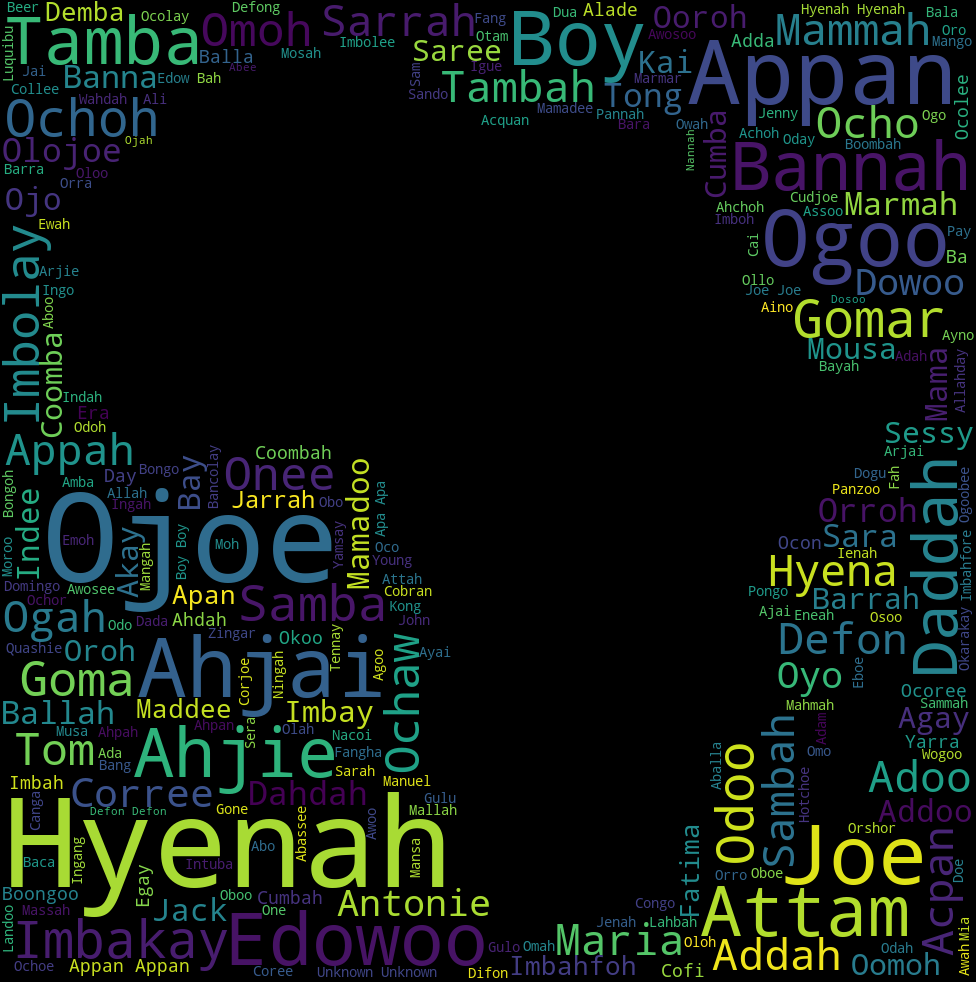 Beer
Demba
Ocolay
Defong
Omoh
Sarrah
Fang
Boy
Dua
Alade
Hyenah Hyenah
Bala
Luquibu
Tamba
Balla
Mosah
Imbolee
Otam
Saree
Awosoo
Ooroh
Adda
Mammah
Oro
Mango
Jai
Banna
Edow
Bah
Abee
Sam
Igue
Kai
Appan
Collee
Wahdah
Ali
Sando
Tambah
Marmar
Tong
Pannah
Mamadee
Acquan
Bara
Owah
Jenny
Ocho
Ogo
Ocolee
Ochoh
Ojah
Nannah
Cumba
Achoh
Oday
Boombah
Olojoe
Barra
Oloo
Orra
Bannah
Ojo
Ewah
Ahchoh
Cudjoe
Assoo
Marmah
Imboh
Imbolay
Arjie
Ingo
Aboo
Cai
Ogoo
Pay
Ba
Ollo
Dowoo
Joe Joe
Aino
Dosoo
Gomar
Ayno
Coomba
Indah
Era
Odoh
Mousa
Adah
Bayah
Mama
Allahday
Sessy
Arjai
Appah
Coombah
Day
Bongo
Bay
Bancolay
Onee
Mamadoo
Dogu
Fah
Panzoo
Daddah
Ogoobee
Bongoh
Amba
Allah
Ingah
Jarrah
Obo
Apa Apa
Indee
Ojoe
Orroh
Moroo
Emoh
Akay
Mangah
Boy Boy
Moh
Yamsay
Oco
Young
Sara
Ocon
Ienah
Imbahfore
Domingo
Awosee
Attah
Cobran
Hyena
Pongo
Barrah
Ochor
Apan
Samba
Kong
Ajai
Eneah
Osoo
Ogah
Odo
Dada
Ahdah
John
Okarakay
Quashie
Oroh
Zingar
Okoo
Tennay
Ayai
Defon
Goma
Ahjai
Corjoe
Ningah
Agoo
Ochaw
Oyo
Eboe
Ocoree
Sammah
Ballah
Maddee
Imbay
Mahmah
Agay
Musa
Ahpah
Ahpan
Sera
Olah
Nacoi
Adam
Yarra
Tom
Ada
Bang
Ahjie
Fangha
Sarah
Odoo
Sambah
Omo
Wogoo
Imbah
Canga
Corree
Dahdah
Manuel
Gulu
Mallah
Aballa
Hotchoe
Adoo
Addoo
Defon Defon
Gone
Abassee
Awoo
Hyenah
Orshor
Joe
Baca
Ingang
Intuba
Abo
Mansa
Fatima
Orro
Oboe
Acpan
Doe
Boongoo
Egay
Oboo
Cumbah
Antonie
Congo
Attam
Landoo
Massah
Jack
One
Jenah
Lahbah
Imbakay
Edowoo
Gulo
Omah
Maria
Oloh
Addah
Odah
Awah
Mia
Ochoe
Appan Appan
Coree
Unknown Unknown
Difon
Imbahfoh
Cofi
Oomoh